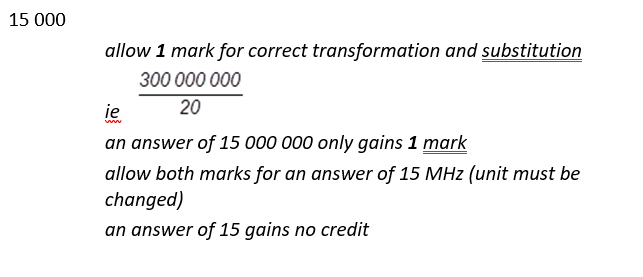 15 000
allow 1 mark for correct transformation and substitution
300 000 000
ie 20
an answer of 15 000 000 only gains 1 mark
allow both marks for an answer of 15 MHz (unit must be
changed)
an answer of 15 gains no credit